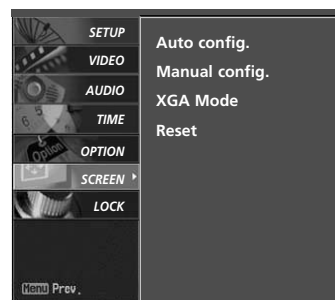 SETUP
VIDEO
AUDIO
TIME
OPTION
SCREEN
LOCK
Menu Prev.
Auto config.
Manual config.
XGA Mode
Reset